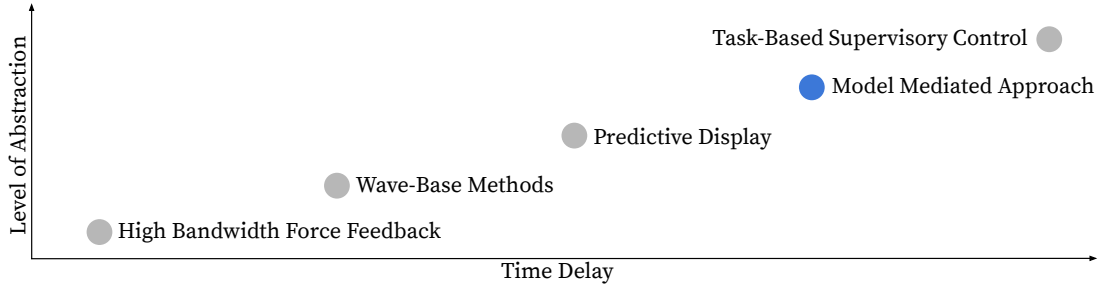 Task-Based Supervisory Control
Model Mediated Approach
Predictive Display
Wave-Base Methods
High Bandwidth Force Feedback
Level of Abstraction
Time Delay